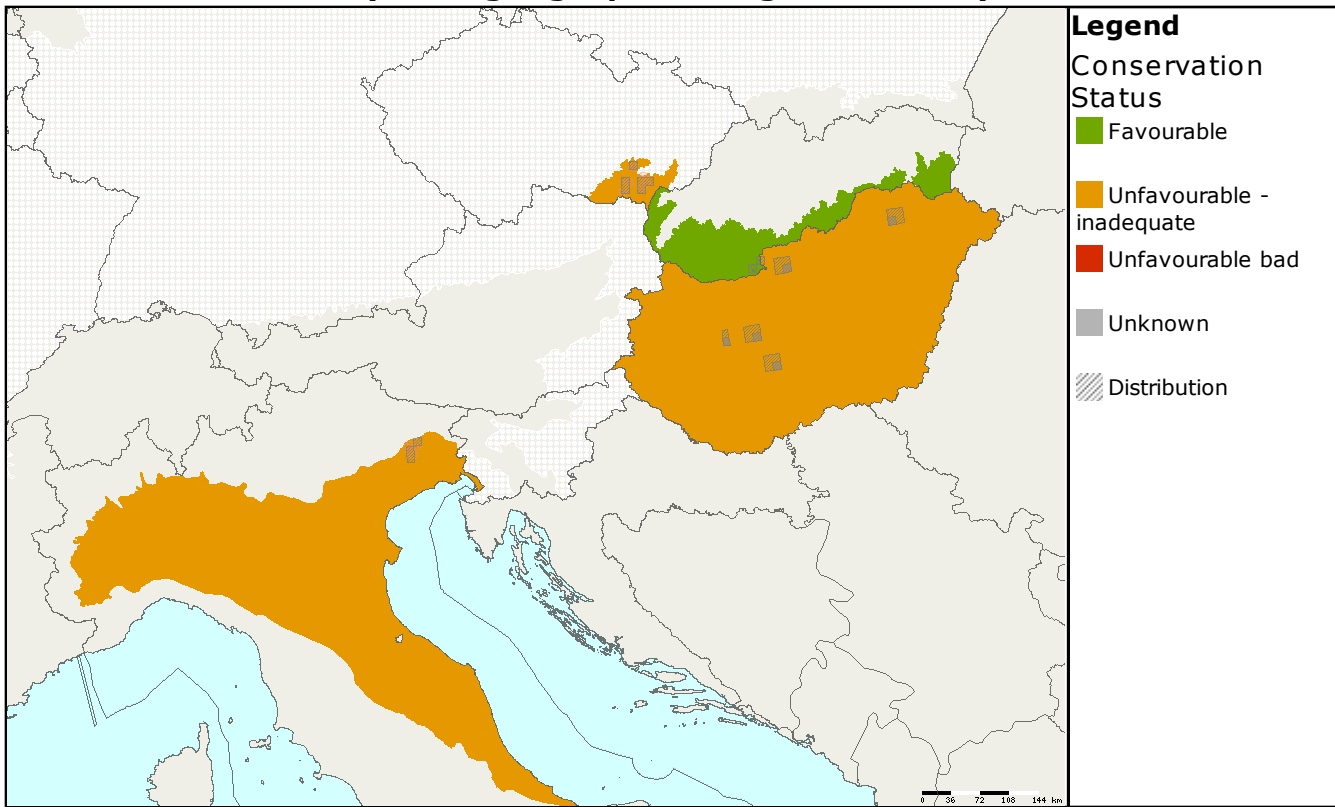 Legend
Conservation
Status
Favourable
Unfavourable -
inadequate
Unfavourable bad
Unknown
Distribution
0 36 72 108 144 km